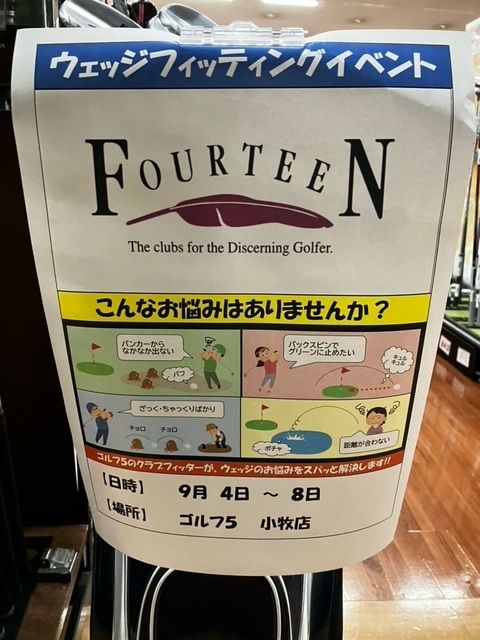 ウェッジフィッティングイベント
FOURTEEN
The clubs for the Discerning Golfer.
こんなお悩みはありませんか？
バンカーから
なかなか出ない
パフ
バックスピンで
グリーンに止めたい
キュル
キュル
ざっく・ちゃっくりばかり
チョロ チョロ
ポチャ
距離が合わない
ゴルフ5のクラブフィッターが、ウェッジのお悩みをズバッと解決します!!
【日時】 9月 4日 ～ 8日
【場所】 ゴルフ5 小牧店